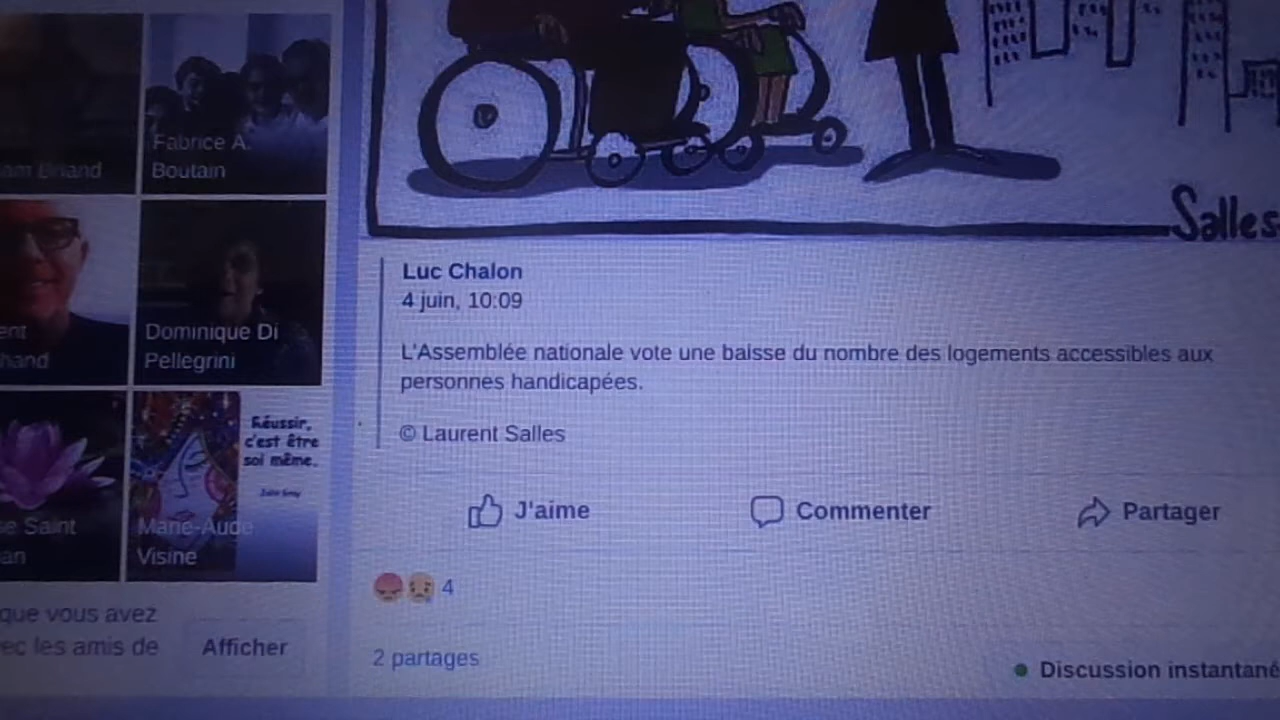 Fabrice A.
Boutain
Dominique Di
Pellegrini
Réussir,
c'est être
soi même.
Saint
Marie-Aude
Visine
que vous avez
les amis de
Afficher
Salles
Luc Chalon
4 juin, 10:09
L'Assemblée nationale vote une baisse du nombre des logements accessibles aux
personnes handicapées.
© Laurent Salles
J'aime
Commenter
Partager
4
2 partages
Discussion instantané